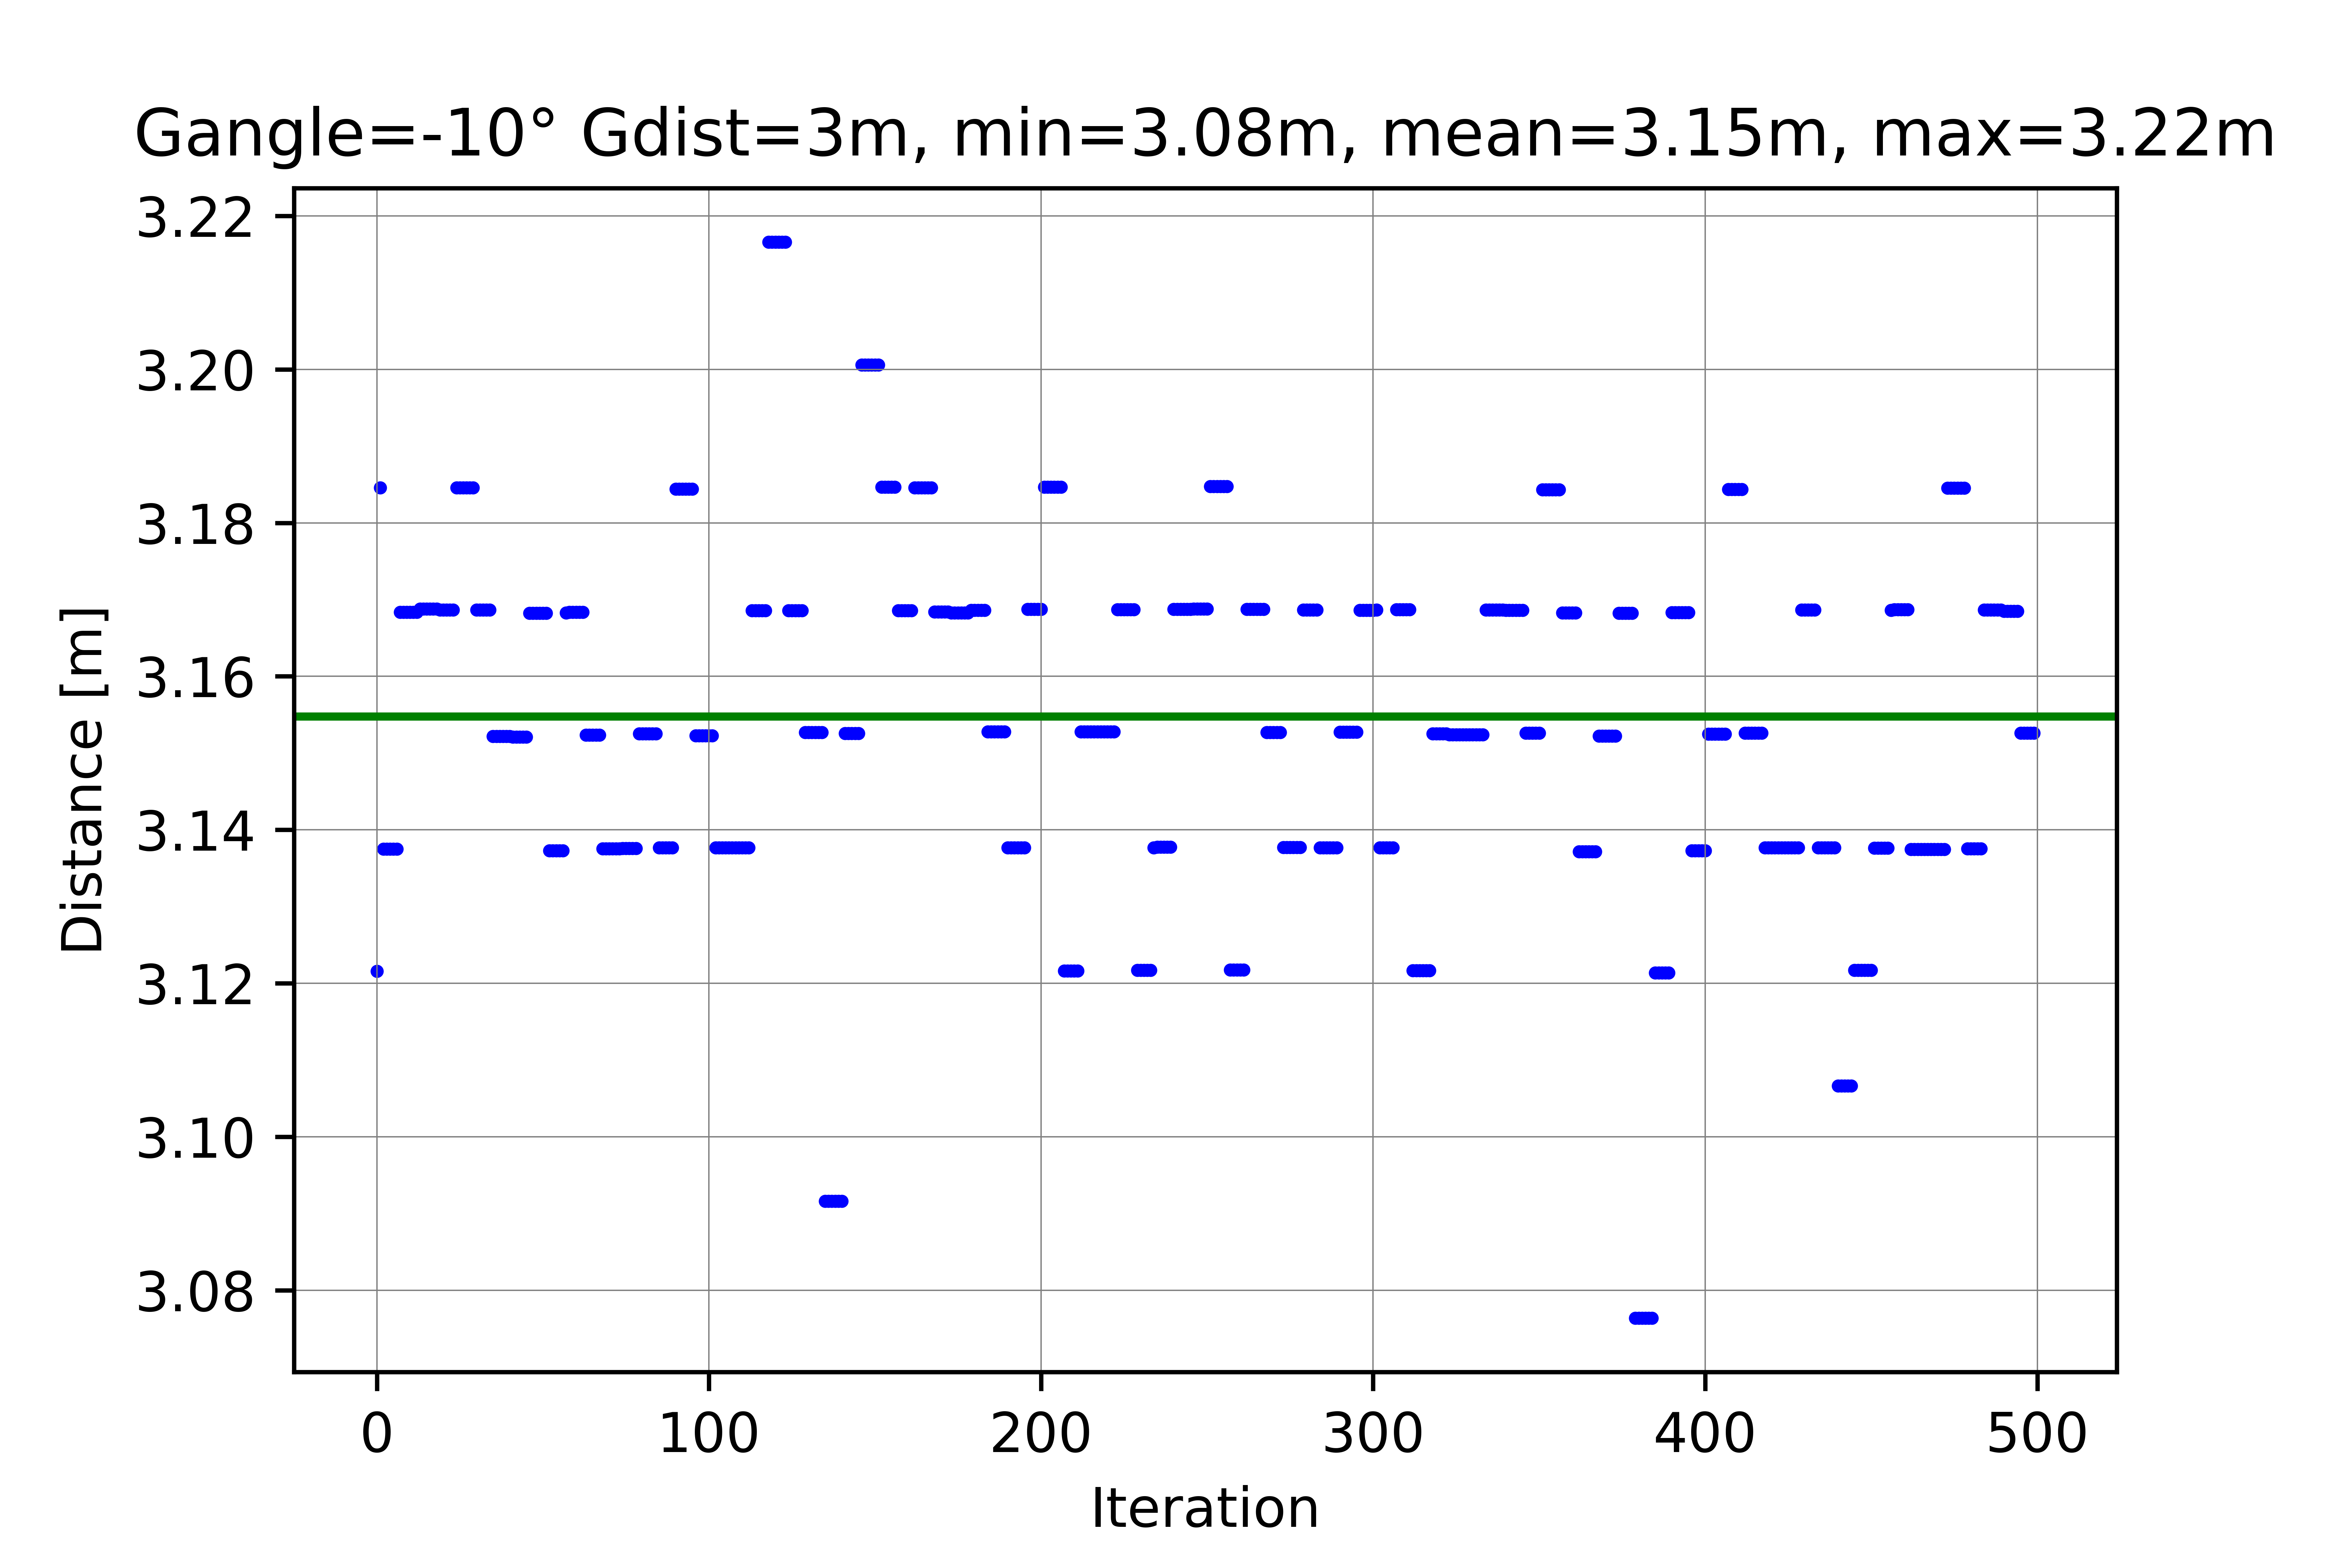 Gangle=-10° Gdist=3m, min=3.08m, mean=3.15m, max=3.22m
3.22
3.20
3.18
3.16
3.14
3.12
3.10
3.08
Distance [m]
0 100 200 300 400 500
Iteration